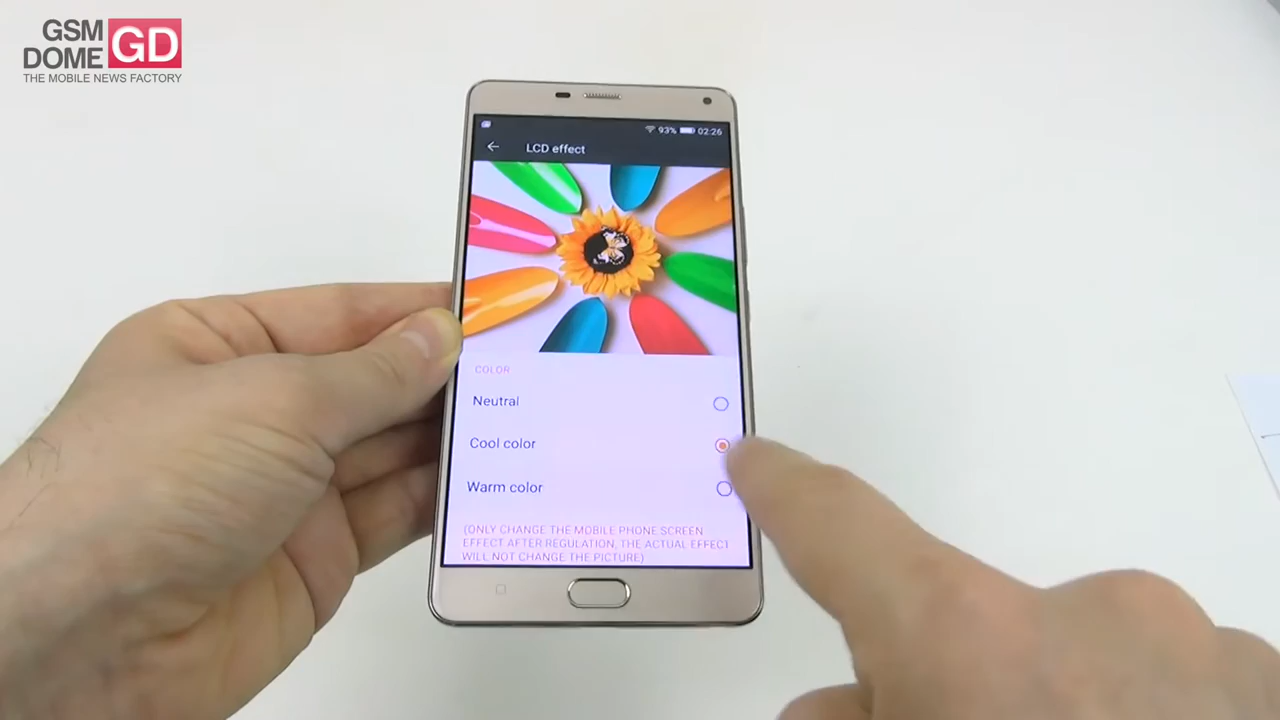 GSM
DOME
GD
THE MOBILE NEWS FACTORY
93% 02:26
LCD effect
COLOR
Neutral
Cool color
Warm color
(ONLY CHANGE THE MOBILE PHONE SCREEN
EFFECT AFTER REGULATION, THE ACTUAL EFFECT
WILL NOT CHANGE THE PICTURE)